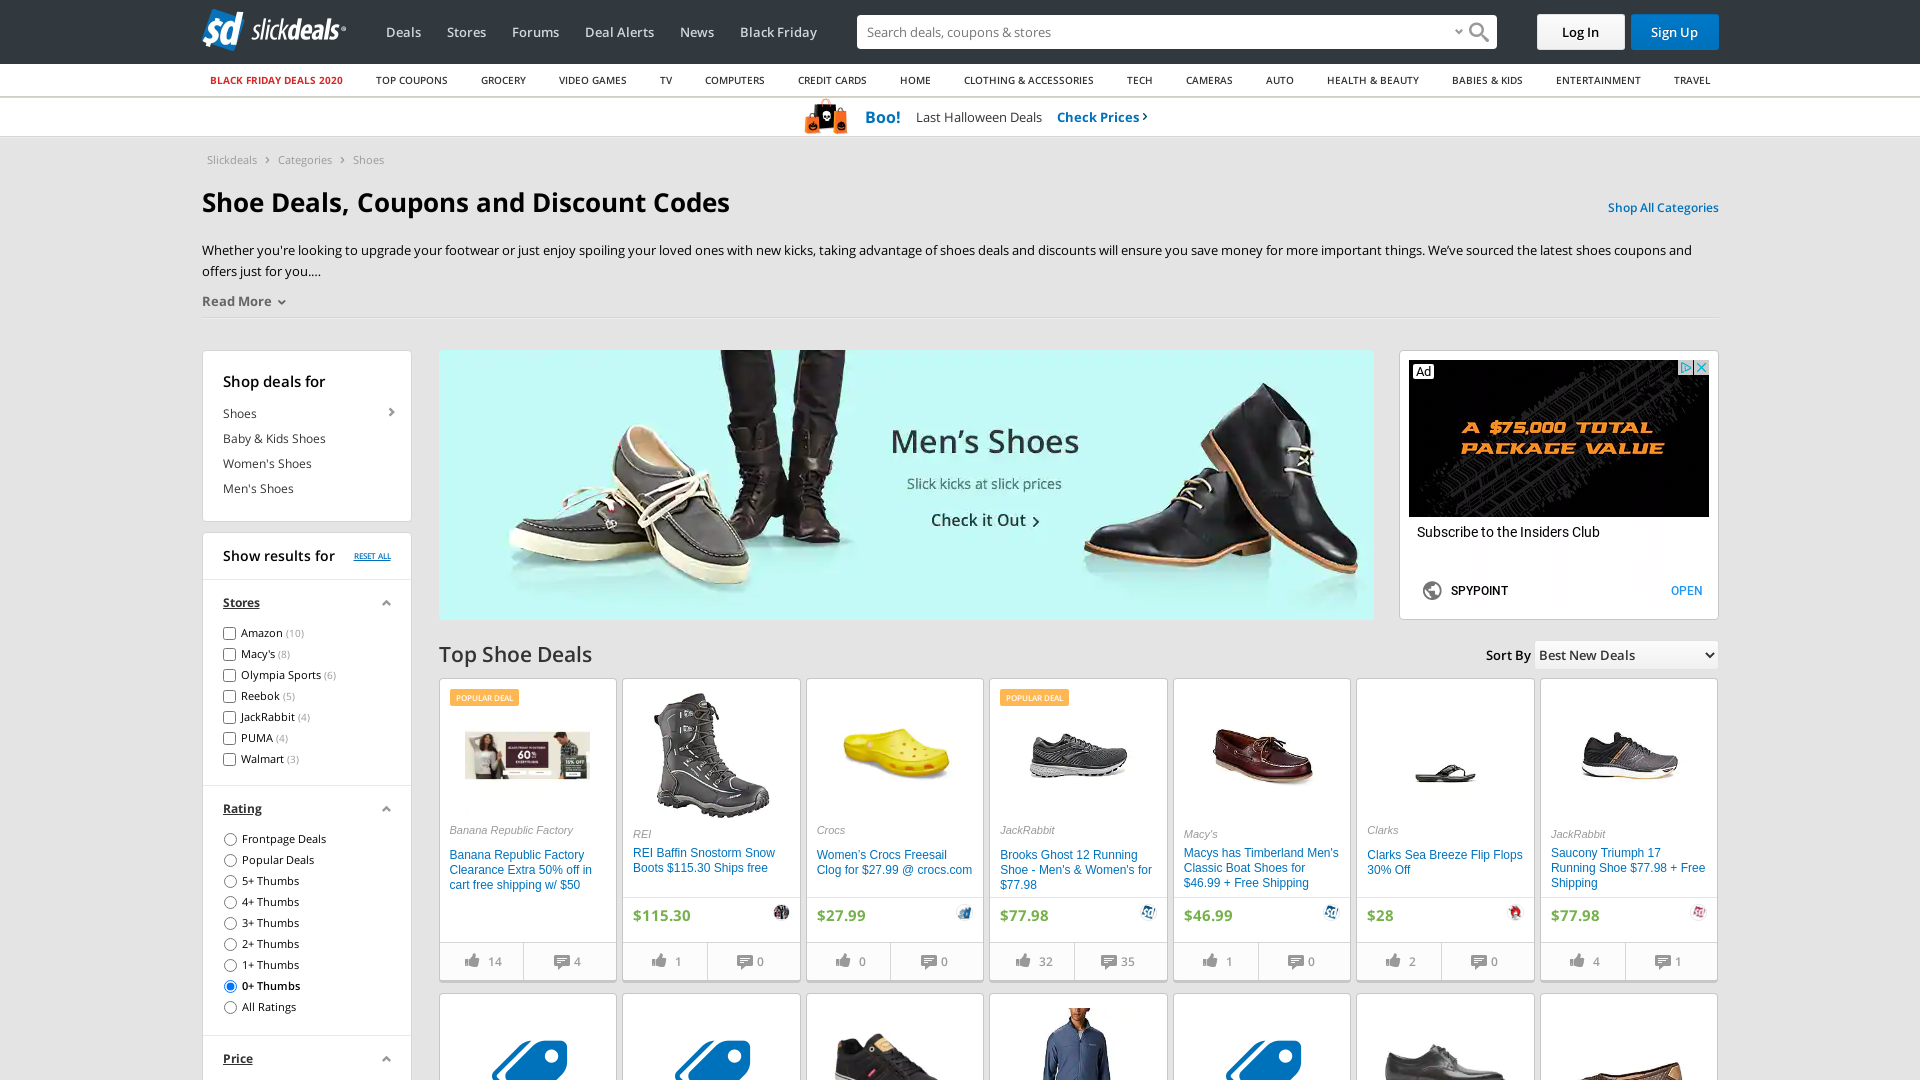 slickdeals
Deals
Stores
Forums
Deal Alerts
News
Black Friday
Search deals, coupons & stores
Log In
Sign Up
BLACK FRIDAY DEALS 2020
TOP COUPONS
GROCERY
VIDEO GAMES
TV
COMPUTERS
CREDIT CARDS
HOME
CLOTHING & ACCESSORIES
TECH
CAMERAS
AUTO
HEALTH & BEAUTY
BABIES & KIDS
ENTERTAINMENT
TRAVEL
Boo! Last Halloween Deals Check Prices
Slickdeals > Categories > Shoes
Shoe Deals, Coupons and Discount Codes
Shop All Categories
Whether you're looking to upgrade your footwear or just enjoy spoiling your loved ones with new kicks, taking advantage of shoes deals and discounts will ensure you save money for more important things. We’ve sourced the latest shoes coupons and
offers just for you....
Read More
Shop deals for
Shoes
Baby & Kids Shoes
Women's Shoes
Men's Shoes
Show results for
RESET ALL
Stores
Amazon (10)
Macy's (8)
Olympia Sports (6)
Reebok (5)
JackRabbit (4)
PUMA (4)
Walmart (3)
Rating
Frontpage Deals
Popular Deals
5+ Thumbs
4+ Thumbs
3+ Thumbs
2+ Thumbs
1+ Thumbs
0+ Thumbs
All Ratings
Price
Men’s Shoes
Slick kicks at slick prices
Check it Out
Ad
A $75,000 TOTAL
PACKAGE VALUE
Subscribe to the Insiders Club
SPYPOINT
OPEN
Top Shoe Deals
Sort By Best New Deals
POPULAR DEAL
60%
Banana Republic Factory
Banana Republic Factory
Clearance Extra 50% off in
cart free shipping w/ $50
14
4
REI
REI Baffin Snostorm Snow
Boots $115.30 Ships free
$115.30
1
0
Crocs
Women’s Crocs Freesail
Clog for $27.99 @ crocs.com
$27.99
0
0
POPULAR DEAL
JackRabbit
Brooks Ghost 12 Running
Shoe - Men's & Women's for
$77.98
$77.98
32
35
Macy's
Macys has Timberland Men's
Classic Boat Shoes for
$46.99 + Free Shipping
$46.99
1
0
Clarks
Clarks Sea Breeze Flip Flops
30% Off
$28
2
0
JackRabbit
Saucony Triumph 17
Running Shoe $77.98 + Free
Shipping
$77.98
4
1